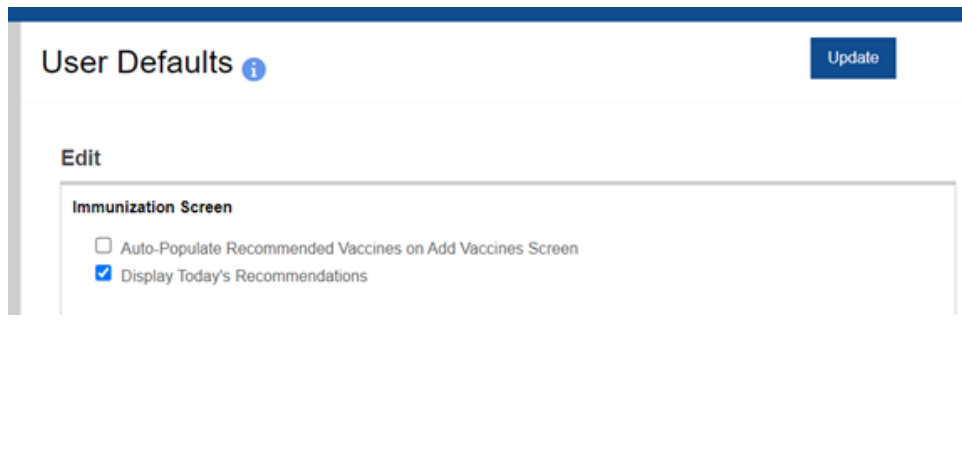 User Defaults
Update
Edit
Immunization Screen
Auto-Populate Recommended Vaccines on Add Vaccines Screen
Display Today's Recommendations